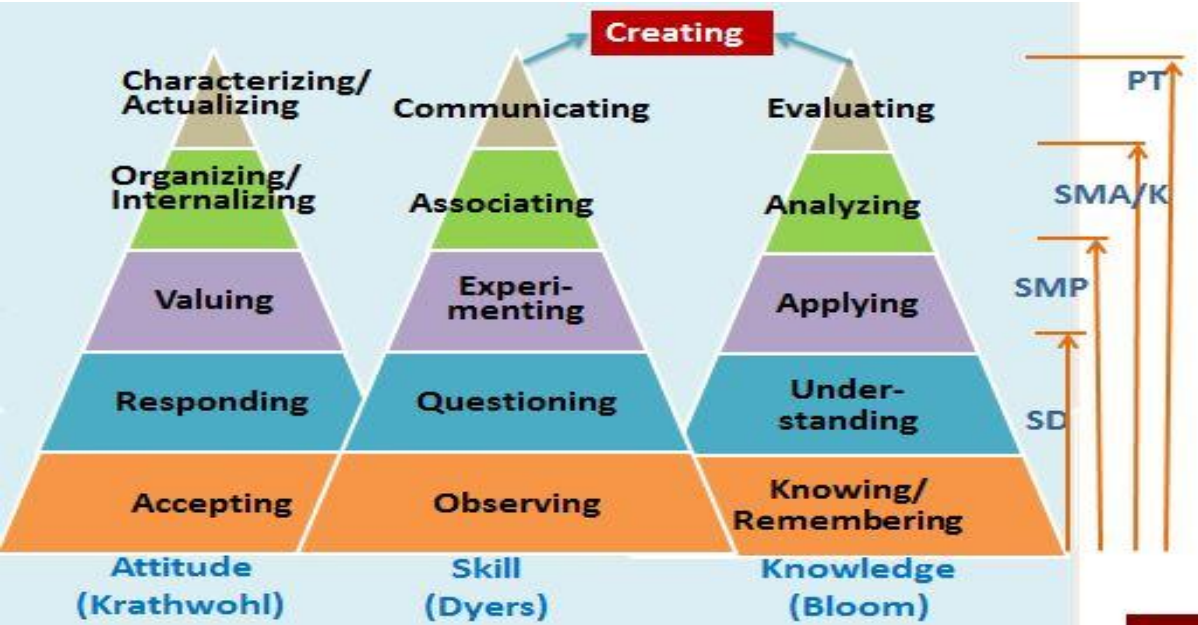 Creating
Characterizing/
Actualizing
Communicating
Evaluating
PT
Organizing/
Internalizing
Associating
Analyzing
SMA/K
Valuing
Experi-
menting
Applying
SMP
Responding
Questioning
Under-
standing
SD
Accepting
Observing
Knowing/
Remembering
Attitude
(Krathwohl)
Skill
(Dyers)
Knowledge
(Bloom)